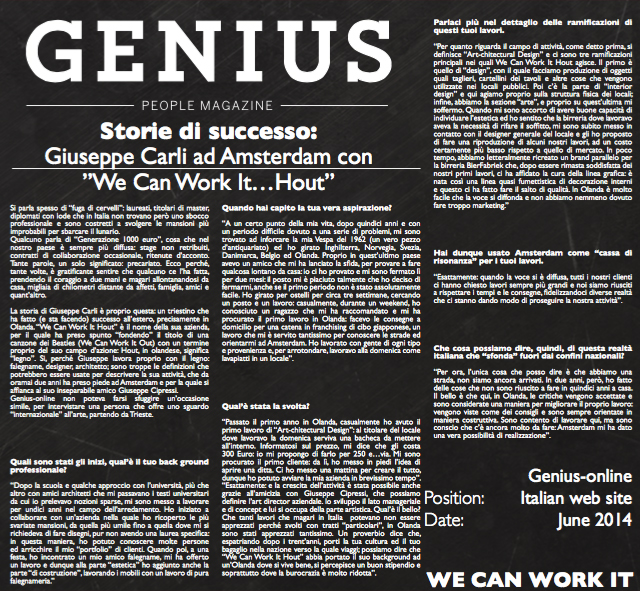 GENIUS
PEOPLE MAGAZINE
Storie di successo:
Giuseppe Carli ad Amsterdam con
”We Can Work It…Hout”
Si parla spesso di “fuga di cervelli”: laureati, titolari di master,
diplomati con lode che in Italia non trovano però uno sbocco
professionale e sono costretti a svolgere le mansioni più
improbabili per sbarcare il lunario.
Qualcuno parla di “Generazione 1000 euro”, cosa che nel
nostro paese è sempre più diffusa: stage non retribuiti,
contratti di collaborazione occasionale, ritenute d’acconto.
Tante parole, un solo significato: precariato. Ecco perché,
tante volte, è gratificante sentire che qualcuno ce l’ha fatta,
prendendo il coraggio a due mani e magari allontanandosi da
casa, migliaia di chilometri distante da affetti, famiglia, amici e
quant’altro.
La storia di Giuseppe Carli è proprio questa: un triestino che
ha fatto (e sta facendo) successo all’estero, precisamente in
Olanda. “We Can Work It Hout” è il nome della sua azienda,
per il quale ha preso spunto “fondendo” il titolo di una
canzone dei Beatles (We Can Work It Out) con un termine
proprio del suo campo d’azione: Hout, in olandese, significa
“legno”. Sì, perché Giuseppe lavora proprio con il legno:
falegname, designer, architetto; sono troppe le definizioni che
potrebbero essere usate per descrivere la sua attività, che da
oramai due anni ha preso piede ad Amsterdam e per la quale si
affianca al suo inseparabile amico Giuseppe Cipressi.
Genius-online non poteva farsi sfuggire un’occasione
simile, per intervistare una persona che offre uno sguardo
“internazionale” all’arte, partendo da Trieste.
Quali sono stati gli inizi, qual’è il tuo back ground
professionale?
“Dopo la scuola e qualche approccio con l’università, più che
altro con amici architetti che mi passavano i testi universitari
da cui io prelevavo nozioni sparse, mi sono messo a lavorare
per undici anni nel campo dell’arredamento. Ho iniziato a
collaborare con un’azienda nella quale ho ricoperto le più
svariate mansioni, da quella più umile fino a quella dove mi si
richiedeva di fare disegni, pur non avendo una laurea specifica:
in questa maniera, ho potuto conoscere molte persone
ed arricchire il mio “portfolio” di clienti. Quando poi, a una
festa, ho incontrato un mio amico falegname, mi ha offerto
un lavoro e dunque alla parte “estetica” ho aggiunto anche la
parte “di costruzione”, lavorando i mobili con un lavoro di pura
falegnameria.”
Quando hai capito la tua vera aspirazione?
“A un certo punto della mia vita, dopo quindici anni e con
un periodo difficile dovuto a una serie di problemi, mi sono
trovato ad inforcare la mia Vespa del 1962 (un vero pezzo
d’antiquariato) ed ho girato Inghilterra, Norvegia, Svezia,
Danimarca, Belgio ed Olanda. Proprio in quest’ultimo paese
avevo un amico che mi ha lanciato la sfida, per provare a fare
qualcosa lontano da casa: io ci ho provato e mi sono fermato lì
per due mesi; il posto mi è piaciuto talmente che ho deciso di
fermarmi, anche se il primo periodo non è stato assolutamente
facile. Ho girato per ostelli per circa tre settimane, cercando
un posto e un lavoro: casualmente, durante un weekend, ho
conosciuto un ragazzo che mi ha raccomandato e mi ha
procurato il primo lavoro in Olanda: facevo le consegne a
domicilio per una catena in franchising di cibo giapponese, un
lavoro che mi è servito tantissimo per conoscere le strade ed
orientarmi ad Amsterdam. Ho lavorato con gente di ogni tipo
e provenienza e, per arrotondare, lavoravo alla domenica come
lavapiatti in un locale”.
Qual’è stata la svolta?
“Passato il primo anno in Olanda, casualmente ho avuto il
primo lavoro di “Art-chitectural Design”: al titolare del locale
dove lavoravo la domenica serviva una bacheca da mettere
all’interno. Informatosi sul prezzo, mi dice che gli costa
300 Euro: io mi propongo di farlo per 250 e…via. Mi sono
procurato il primo cliente: da lì, ho messo in piedi l’idea di
aprire una ditta. Ci ho messo una mattina per creare il tutto,
dunque ho potuto avviare la mia azienda in brevissimo tempo”.
“Esattamente: e la crescita dell’attività è stata possibile anche
grazie all’amicizia con Giuseppe Cipressi, che possiamo
definire l’art director aziendale. Io sviluppo il lato manageriale
e di concept e lui si occupa della parte artistica. Qual’è il bello?
Che tanti lavori che magari in Italia potevano non essere
apprezzati perché svolti con tratti “particolari”, in Olanda
sono stati apprezzati tantissimo. Un proverbio dice che,
espatriando dopo i trent’anni, porti la tua cultura ed il tuo
bagaglio nella nazione verso la quale viaggi: possiamo dire che
“We Can Work It Hout” abbia portato il suo background ad
un’Olanda dove si vive bene, si percepisce un buon stipendio e
soprattutto dove la burocrazia è molto ridotta”.
Parlaci più nel dettaglio delle ramificazioni di
questi tuoi lavori.
“Per quanto riguarda il campo di attività, come detto prima, si
definisce “Art-chitectural Design” e ci sono tre ramificazioni
principali nei quali We Can Work It Hout agisce. Il primo è
quello di “design”, con il quale facciamo produzione di oggetti
quali taglieri, cartellini dei tavoli e altre cose che vengono
utilizzate nei locali pubblici. Poi c’è la parte di “interior
design” e qui agiamo proprio sulla struttura fisica dei locali;
infine, abbiamo la sezione “arte”, e proprio su quest’ultima mi
soffermo. Quando mi sono accorto di avere buone capacità di
individuare l’estetica ed ho sentito che la birreria dove lavoravo
aveva la necessità di rifare il soffitto, mi sono subito messo in
contatto con il designer generale del locale e gli ho proposto
di fare una riproduzione di alcuni nostri lavori, ad un costo
certamente più basso rispetto a quello di mercato. In poco
tempo, abbiamo letteralmente ricreato un brand parallelo per
la birreria BierFabriek che, dopo essere rimasta soddisfatta dei
nostri primi lavori, ci ha affidato la cura della linea grafica: è
nata così una linea quasi fumettistica di decorazione interni
e questo ci ha fatto fare il salto di qualità. In Olanda è molto
facile che la voce si diffonda e non abbiamo nemmeno dovuto
fare troppo marketing.”
Hai dunque usato Amsterdam come “cassa di
risonanza” per i tuoi lavori.
“Esattamente: quando la voce si è diffusa, tutti i nostri clienti
ci hanno chiesto lavori sempre più grandi e noi siamo riusciti
a rispettare i tempi e le consegne, fidelizzandoci diverse realtà
che ci stanno dando modo di proseguire la nostra attività”.
Che cosa possiamo dire, quindi, di questa realtà
italiana che “sfonda” fuori dai confini nazionali?
“Per ora, l’unica cosa che posso dire è che abbiamo una
strada, non siamo ancora arrivati. In due anni, però, ho fatto
delle cose che non sono riuscito a fare in quindici anni a casa.
Il bello è che qui, in Olanda, le critiche vengono accettate e
sono considerate una maniera per migliorare il proprio lavoro:
vengono viste come dei consigli e sono sempre orientate in
maniera costruttiva. Sono contento di lavorare qui, ma sono
conscio che c’è ancora molto da fare: Amsterdam mi ha dato
una vera possibilità di realizzazione”.
Genius-online
Position: Italian web site
Date: June 2014
WE CAN WORK IT